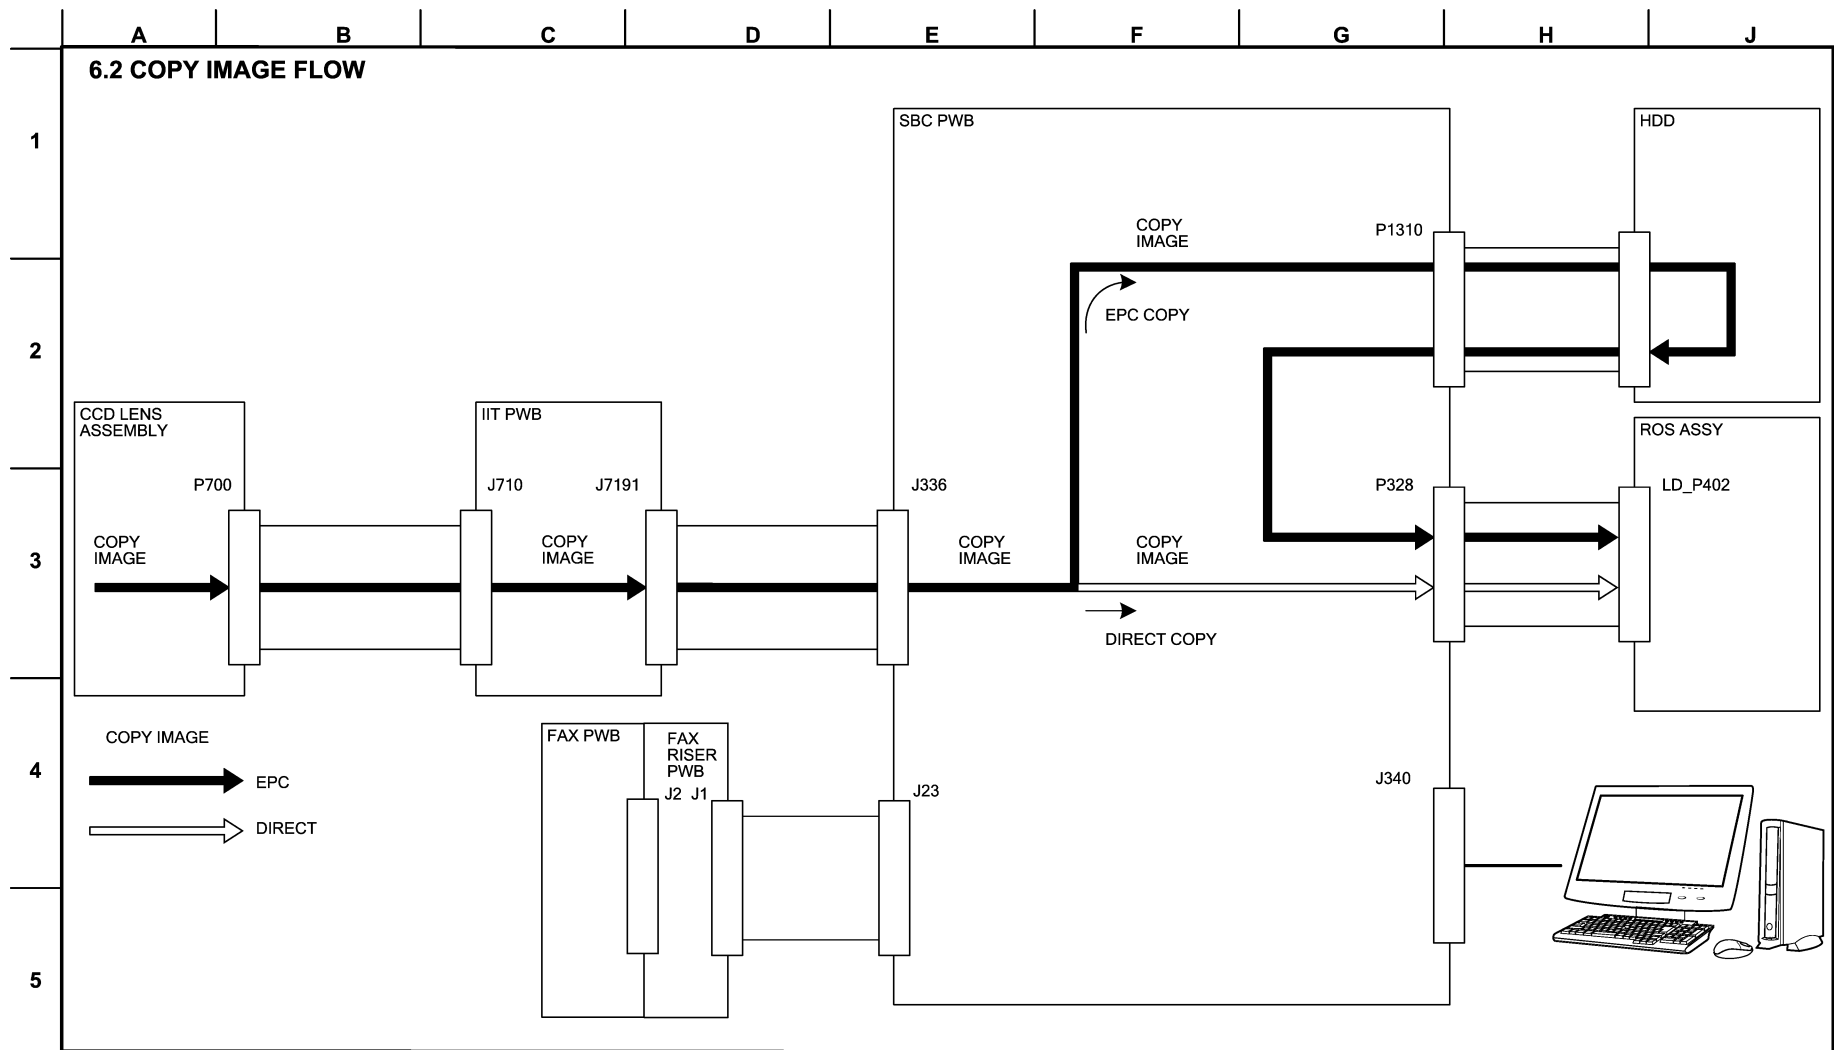 A B C D E F G H J
6.2 COPY IMAGE FLOW
1
SBC PWB
HDD
COPY
IMAGE
P1310
EPC COPY
2
CCD LENS
ASSEMBLY
IIT PWB
ROS ASSY
P700
J710
J7191
J336
P328
LD_P402
3
COPY
IMAGE
COPY
IMAGE
COPY
IMAGE
COPY
IMAGE
DIRECT COPY
4
COPY IMAGE
EPC
DIRECT
FAX PWB
FAX
RISER
PWB
J2 J1
J23
J340
5